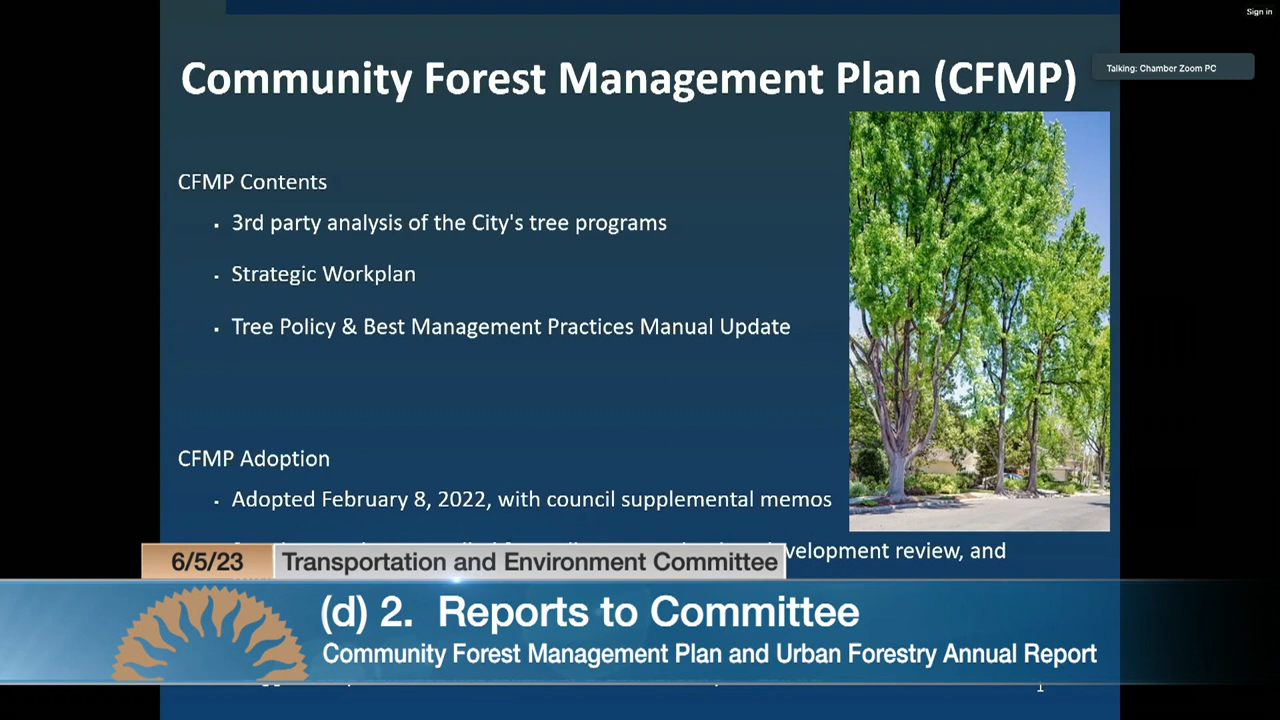 Sign in
Community Forest Management Plan (CFMP)
Talking: Chamber Zoom PC
CFMP Contents
3rd party analysis of the City's tree programs
Strategic Workplan
Tree Policy & Best Management Practices Manual Update
CFMP Adoption
Adopted February 8, 2022, with council supplemental memos
review, and
6/5/23 Transportation and Environment Committee
(d) 2. Reports to Committee
Community Forest Management Plan and Urban Forestry Annual Report
1